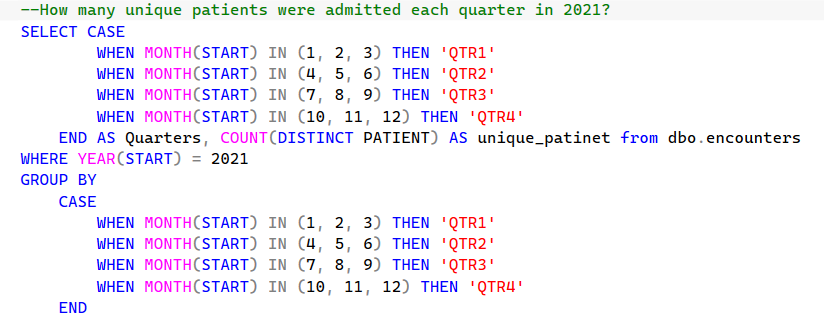 --How many unique patients were admitted each quarter in 2021?
SELECT CASE
        WHEN MONTH(START) IN (1, 2, 3) THEN 'QTR1'
        WHEN MONTH(START) IN (4, 5, 6) THEN 'QTR2'
        WHEN MONTH(START) IN (7, 8, 9) THEN 'QTR3'
        WHEN MONTH(START) IN (10, 11, 12) THEN 'QTR4'
    END AS Quarters, COUNT(DISTINCT PATIENT) AS unique_patinet from dbo.encounters
WHERE YEAR(START) = 2021
GROUP BY
    CASE
        WHEN MONTH(START) IN (1, 2, 3) THEN 'QTR1'
        WHEN MONTH(START) IN (4, 5, 6) THEN 'QTR2'
        WHEN MONTH(START) IN (7, 8, 9) THEN 'QTR3'
        WHEN MONTH(START) IN (10, 11, 12) THEN 'QTR4'
    END